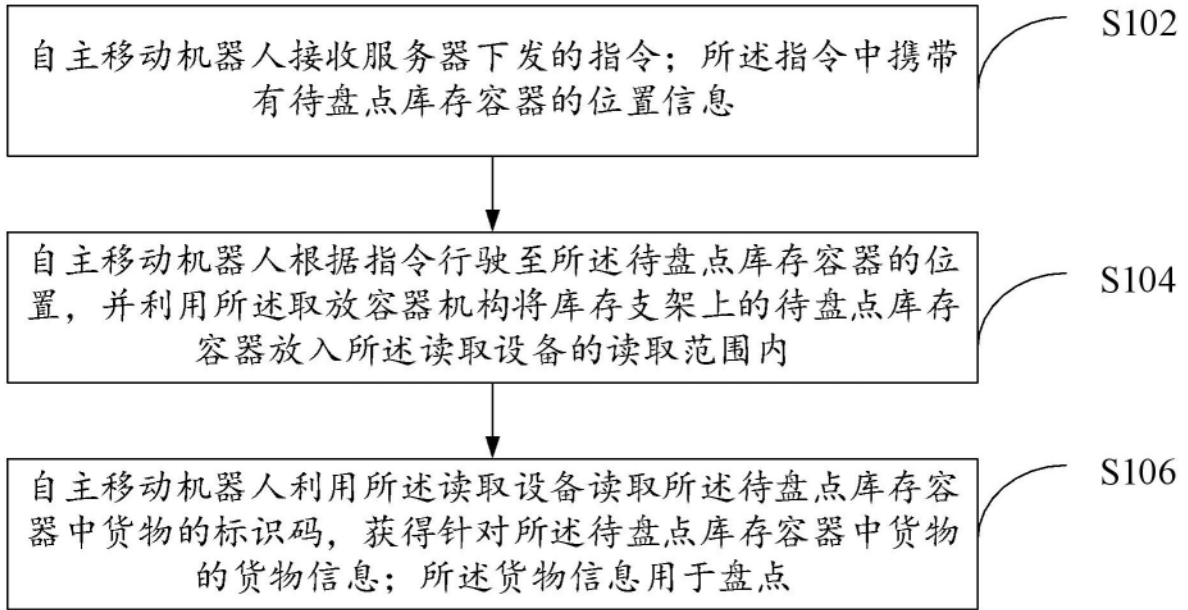 自主移动机器人接收服务器下发的指令；所述指令中携带
有待盘点库存容器的位置信息
S102
自主移动机器人根据指令行驶至所述待盘点库存容器的位
置，并利用所述取放容器机构将库存支架上的待盘点库存
容器放入所述读取设备的读取范围内
S104
自主移动机器人利用所述读取设备读取所述待盘点库存容
器中货物的标识码，获得针对所述待盘点库存容器中货物
的货物信息；所述货物信息用于盘点
S106